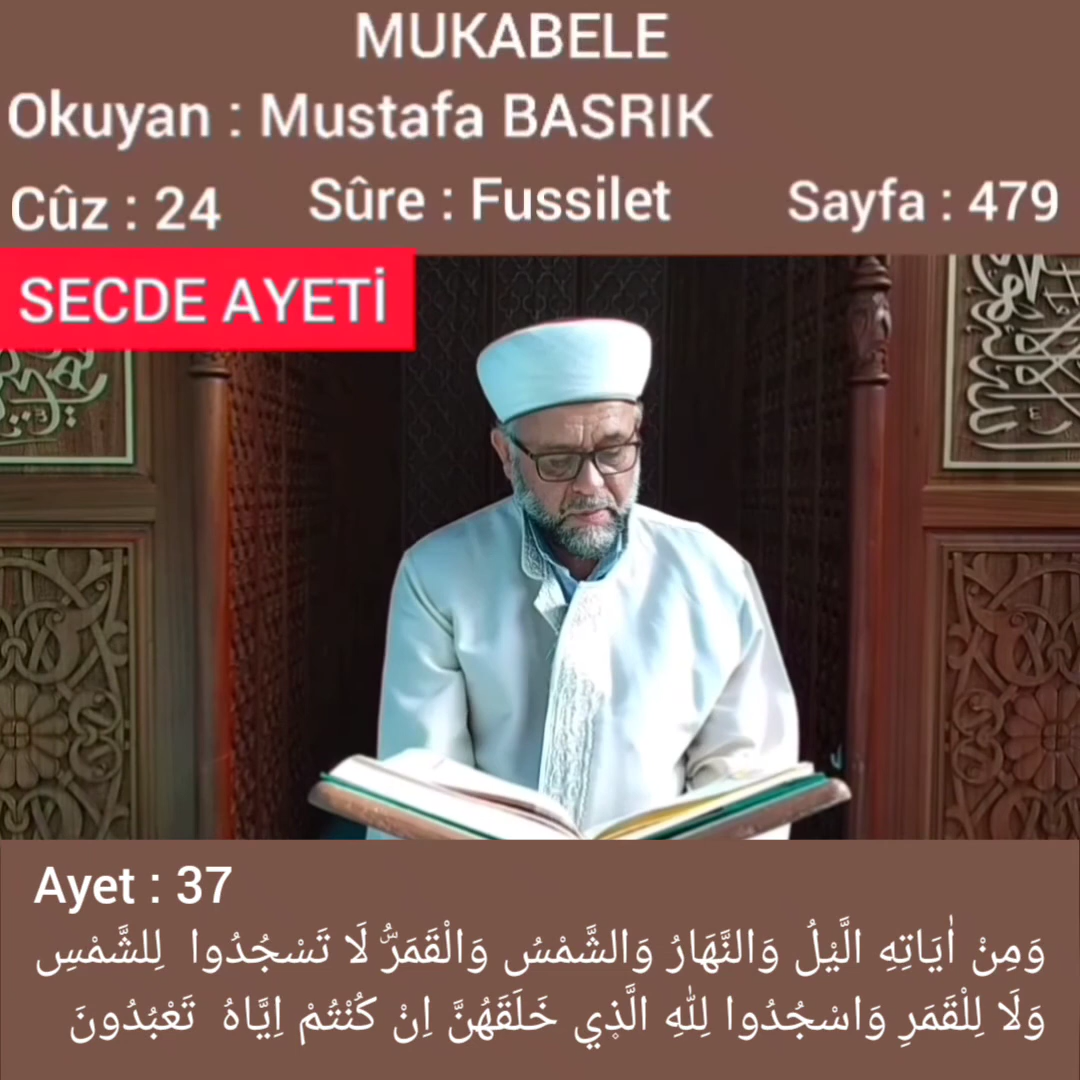 MUKABELE
Okuyan : Mustafa BASRIK
Cûz : 24 Sûre : Fussilet Sayfa : 479
SECDE AYETİ
Ayet : 37
وَمِنْ اٰيَاتِهِ الَّيْلُ وَالنَّهَارُ وَالشَّمْسُ وَالْقَمَرُّ لَا تَسْجُدُوا لِلشَّمْسِ
وَلَا لِلْقَمَرِ وَاسْجُدُوا لِلّٰهِ الَّذ۪ي خَلَقَهُنَّ اِنْ كُنْتُمْ اِيَّاهُ تَعْبُدُونَ